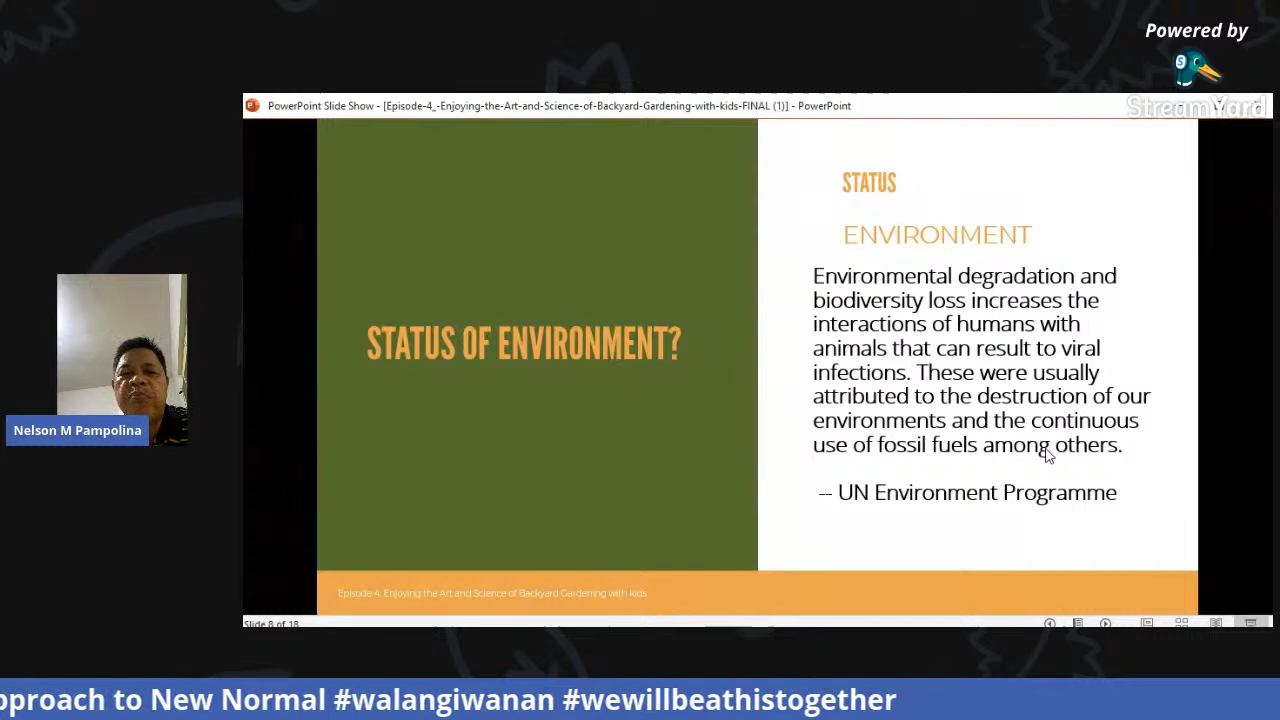 Powered by
StreamYard
PowerPoint Slide Show - [Episode-4_-Enjoying-the-Art-and-Science-of-Backyard-Gardening-with-kids-FINAL (1)] - PowerPoint
STATUS OF ENVIRONMENT?
STATUS
ENVIRONMENT
Environmental degradation and
biodiversity loss increases the
interactions of humans with
animals that can result to viral
infections. These were usually
attributed to the destruction of our
environments and the continuous
use of fossil fuels among others.
-- UN Environment Programme
Episode 4: Enjoying the Art and Science of Backyard Gardening with kids
Slide 8 of 18
Nelson M Pampolina
pproach to New Normal #walangiwanan #wewillbeathistogether